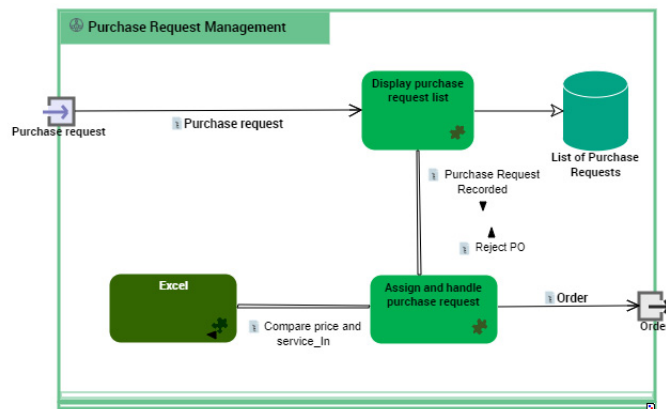 Purchase Request Management
Display purchase
request list
Purchase request
Purchase request
List of Purchase
Requests
Purchase Request
Recorded
Reject PO
Excel
Assign and handle
purchase request
Order
Compare price and
service_In